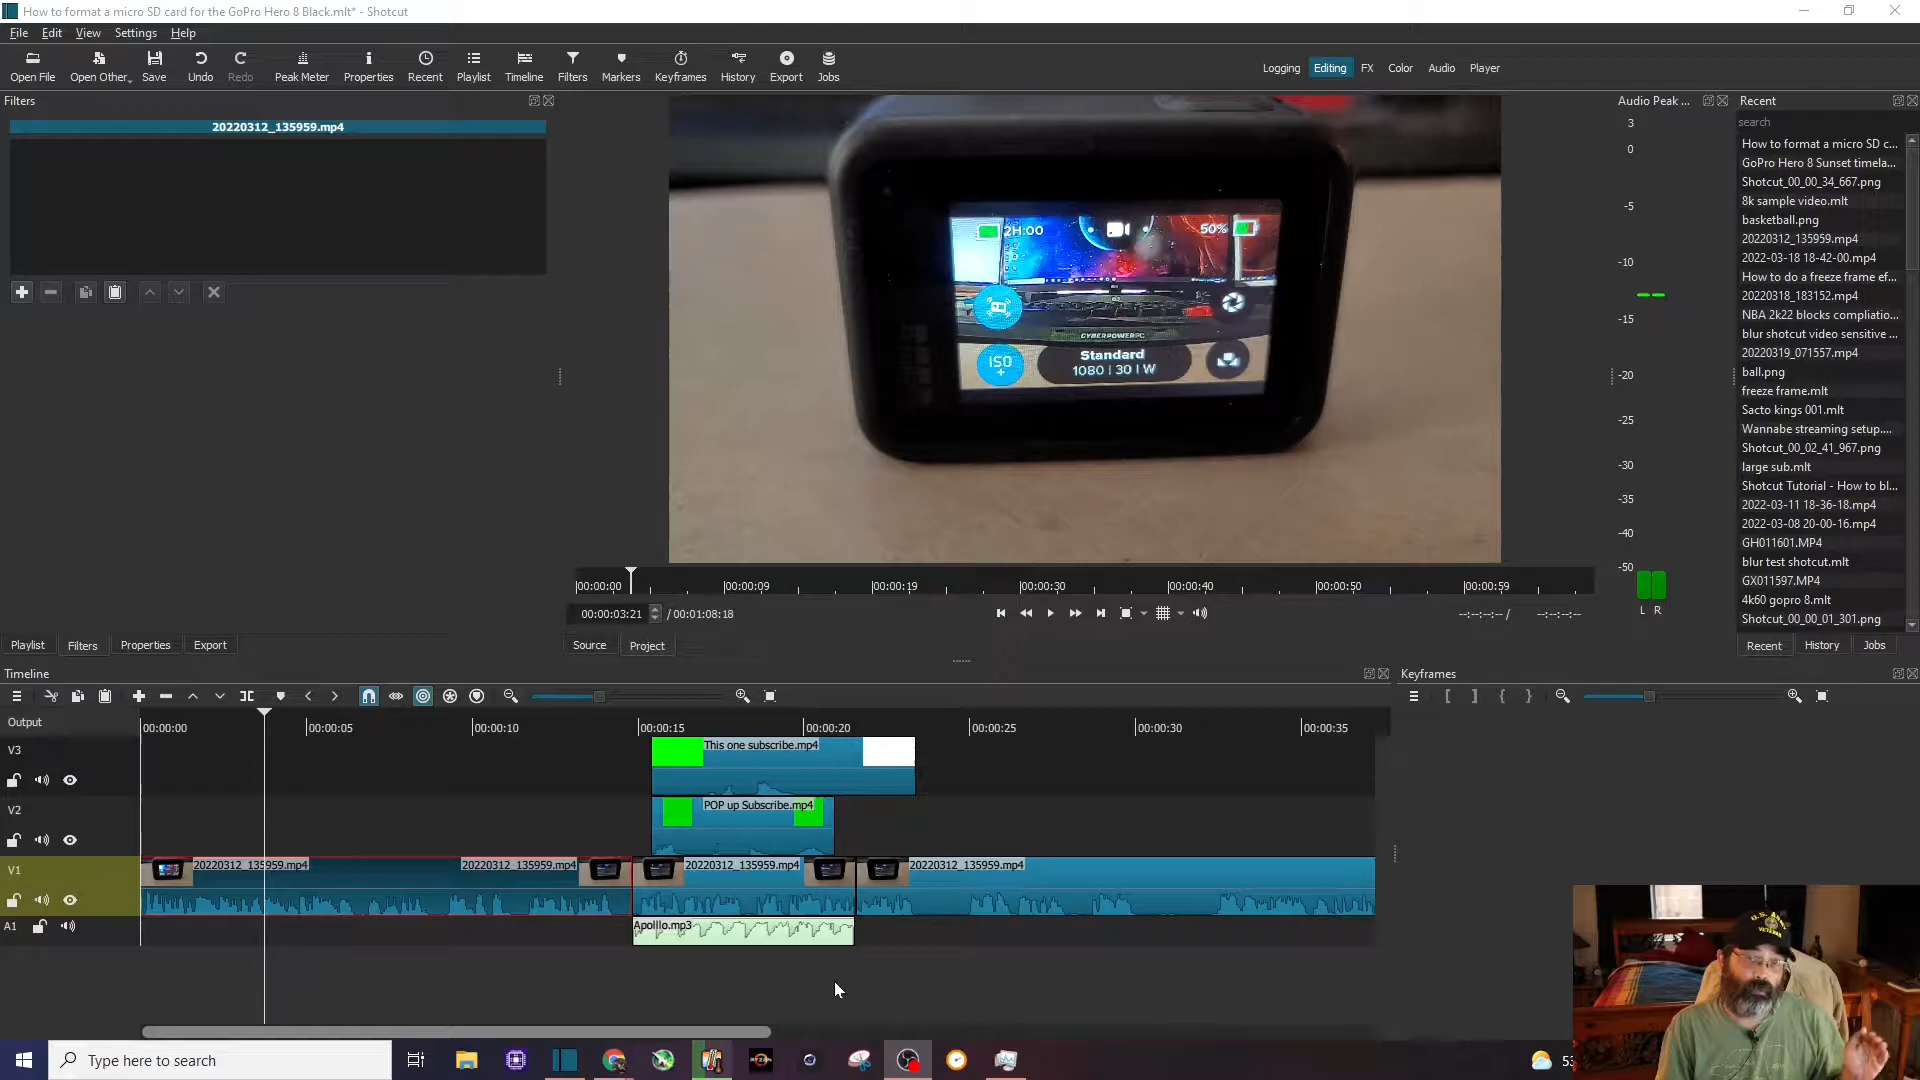 How to format a micro SD card for the GoPro Hero 8 Black.mlt* - Shotcut
File Edit View Settings Help
Open File Open Other Save Undo Redo Peak Meter Properties Recent Playlist Timeline Filters Markers Keyframes History Export Jobs
Logging Editing FX Color Audio Player
Filters
20220312_135959.mp4
2H:00 50%
CYBERPOWERPC
ISO
Standard
1080 | 30 | W
Audio Peak ...
3
0
-5
-10
-15
-20
-25
-30
-35
-40
-50
L R
Recent
search
How to format a micro SD c...
GoPro Hero 8 Sunset timela...
Shotcut_00_00_34_667.png
8k sample video.mlt
basketball.png
20220312_135959.mp4
2022-03-18 18-42-00.mp4
How to do a freeze frame ef...
20220318_183152.mp4
NBA 2k22 blocks compliatio...
blur shotcut video sensitive ...
20220319_071557.mp4
ball.png
freeze frame.mlt
Sacto kings 001.mlt
Wannabe streaming setup....
Shotcut_00_02_41_967.png
large sub.mlt
Shotcut Tutorial - How to bl...
2022-03-11 18-36-18.mp4
2022-03-08 20-00-16.mp4
GH011601.MP4
blur test shotcut.mlt
GX011597.MP4
4k60 gopro 8.mlt
Shotcut_00_00_01_301.png
00:00:00 00:00:09 00:00:19 00:00:30 00:00:40 00:00:50 00:00:59
00:00:03:21 / 00:01:08:18
--:--:--:-- / --:--:--:--
Playlist Filters Properties Export
Source Project
Recent History Jobs
Timeline
Keyframes
Output
00:00:00 00:00:05 00:00:10 00:00:15 00:00:20 00:00:25 00:00:30 00:00:35
V3
This one subscribe.mp4
V2
POP up Subscribe.mp4
V1
20220312_135959.mp4 20220312_135959.mp4 20220312_135959.mp4 20220312_135959.mp4
A1
Apolllo.mp3
VETERAN
Type here to search
RYZEN
53